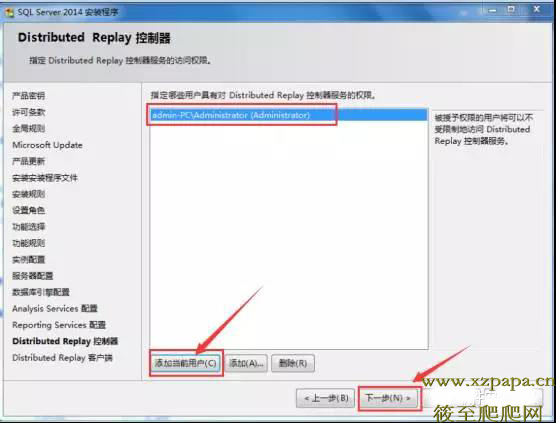 SQL Server 2014 安装程序
Distributed Replay 控制器
指定 Distributed Replay 控制器服务的访问权限。
产品密钥
许可条款
全局规则
Microsoft Update
产品更新
安装安装程序文件
安装规则
设置角色
功能选择
功能规则
实例配置
服务器配置
数据库引擎配置
Analysis Services 配置
Reporting Services 配置
Distributed Replay 控制器
Distributed Replay 客户端
指定哪些用户具有对 Distributed Replay 控制器服务的权限。
admin-PC\Administrator (Administrator)
被授予权限的用户将可以不
受限制地访问 Distributed
Replay 控制器服务。
添加当前用户(C)
添加(A)...
删除(R)
< 上一步(B)
下一步(N) >
www.xzpapa.cn
筱至爬爬网